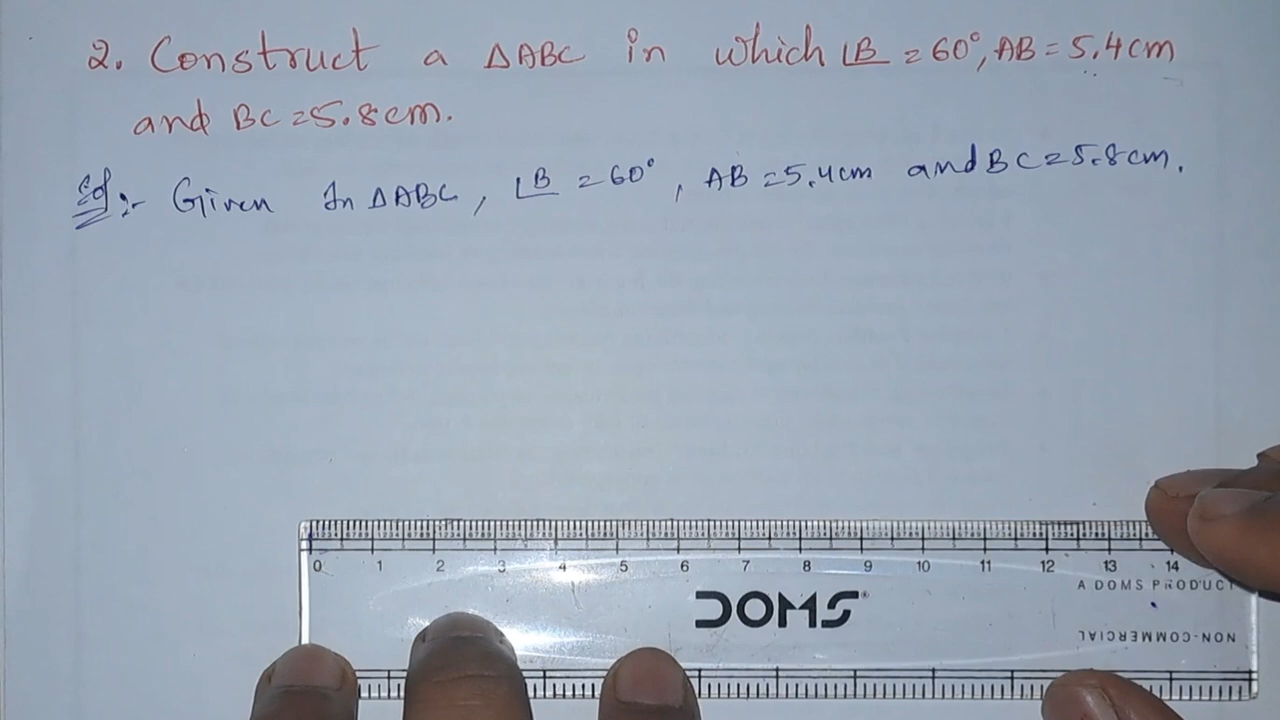 2. Construct a △ABC in which ∠B = 60°, AB = 5.4cm
and BC = 5.8cm.
Sol:- Given In △ABC, ∠B = 60°, AB = 5.4cm and BC = 5.8cm.
0 1 2 3 4 5 6 7 8 9 10 11 12 13 14
A DOMS PRODUCT
DOMS®
NON-COMMERCIAL